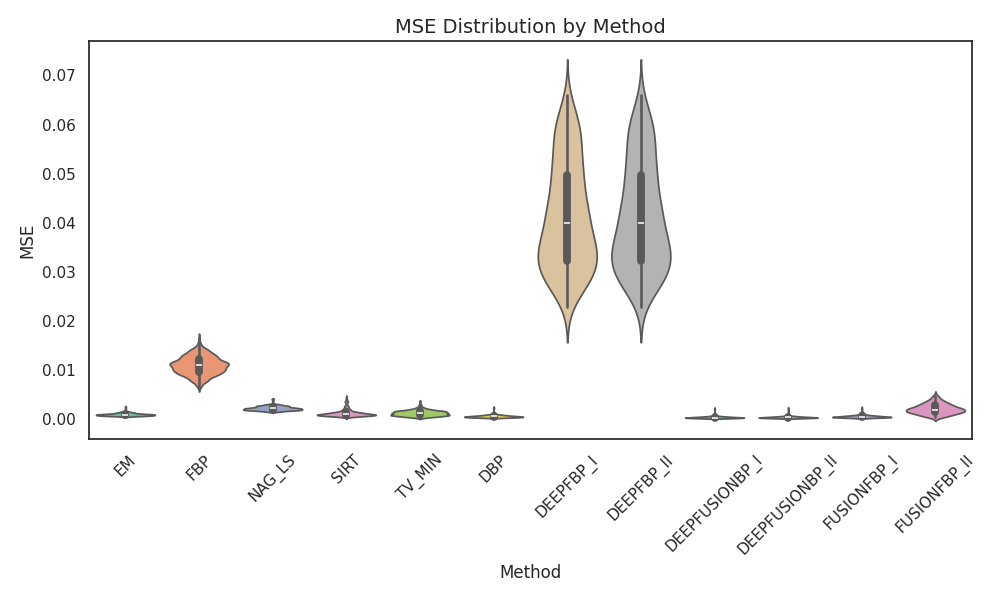 MSE Distribution by Method
MSE
0.07
0.06
0.05
0.04
0.03
0.02
0.01
0.00
EM
FBP
NAG_LS
SIRT
TV_MIN
DBP
DEEPFBP_I
DEEPFBP_II
DEEPFUSIONBP_I
DEEPFUSIONBP_II
FUSIONFBP_I
FUSIONFBP_II
Method